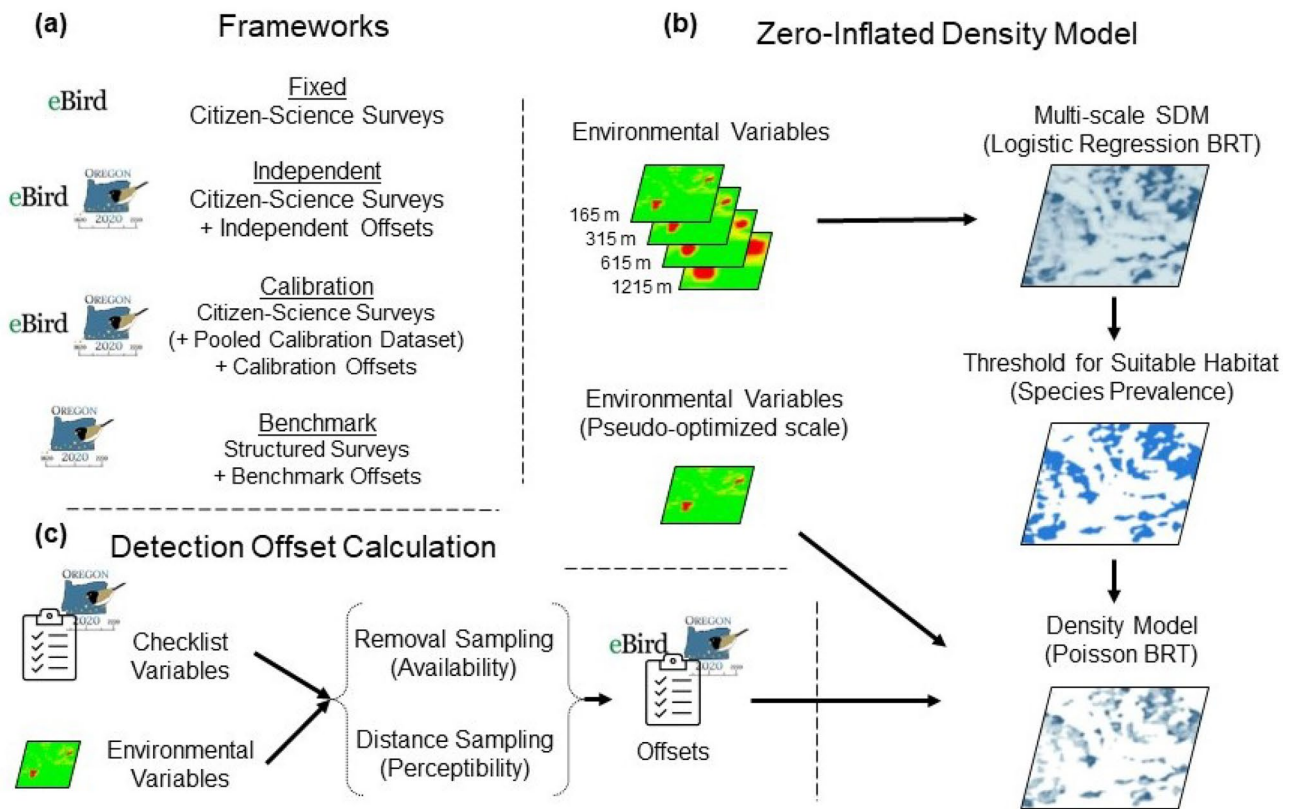 (a) Frameworks
eBird
Fixed
Citizen-Science Surveys
eBird
OREGON
2020
Independent
Citizen-Science Surveys
+ Independent Offsets
eBird
OREGON
2020
Calibration
Citizen-Science Surveys
(+ Pooled Calibration Dataset)
+ Calibration Offsets
OREGON
2020
Benchmark
Structured Surveys
+ Benchmark Offsets
(b) Zero-Inflated Density Model
Environmental Variables
165 m
315 m
615 m
1215 m
Multi-scale SDM
(Logistic Regression BRT)
Threshold for Suitable Habitat
(Species Prevalence)
Environmental Variables
(Pseudo-optimized scale)
Density Model
(Poisson BRT)
(c) Detection Offset Calculation
OREGON
2020
Checklist
Variables
Environmental
Variables
Removal Sampling
(Availability)
Distance Sampling
(Perceptibility)
eBird
OREGON
2020
Offsets